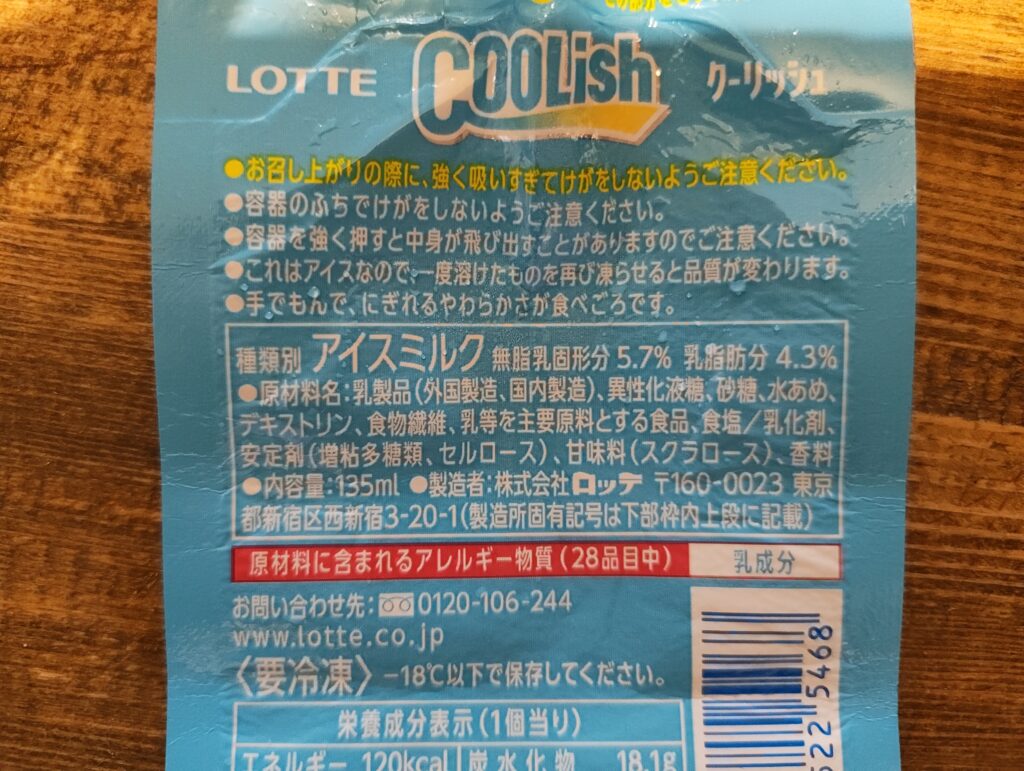 LOTTE COOLish クーリッシュ
●お召し上がりの際に、強く吸いすぎてけがをしないようご注意ください。
●容器のふちでけがをしないようご注意ください。
●容器を強く押すと中身が飛び出すことがありますのでご注意ください。
●これはアイスなので、一度溶けたものを再び凍らせると品質が変わります。
●手でもんで、にぎれるやわらかさが食べごろです。
種類別 アイスミルク 無脂乳固形分 5.7% 乳脂肪分 4.3%
●原材料名:乳製品(外国製造、国内製造)、異性化液糖、砂糖、水あめ、
デキストリン、食物繊維、乳等を主要原料とする食品、食塩/乳化剤、
安定剤(増粘多糖類、セルロース)、甘味料(スクラロース)、香料
●内容量:135ml ●製造者:株式会社ロッテ 〒160-0023 東京
都新宿区西新宿3-20-1(製造所固有記号は下部枠内上段に記載)
原材料に含まれるアレルギー物質(28品目中) 乳成分
お問い合わせ先:0120-106-244
www.lotte.co.jp
〈要冷凍〉-18℃以下で保存してください。
栄養成分表示(1個当り)
エネルギー 120kcal 炭水化物 18.1g
522 5468